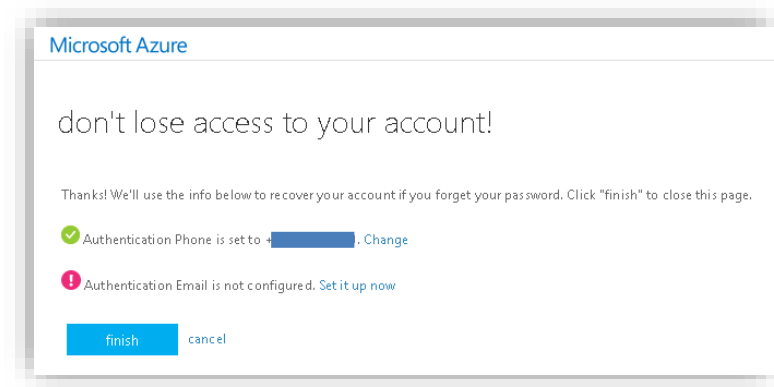 Microsoft Azure
don't lose access to your account!
Thanks! We'll use the info below to recover your account if you forget your password. Click "finish" to close this page.
Authentication Phone is set to +. Change
Authentication Email is not configured. Set it up now
finish cancel